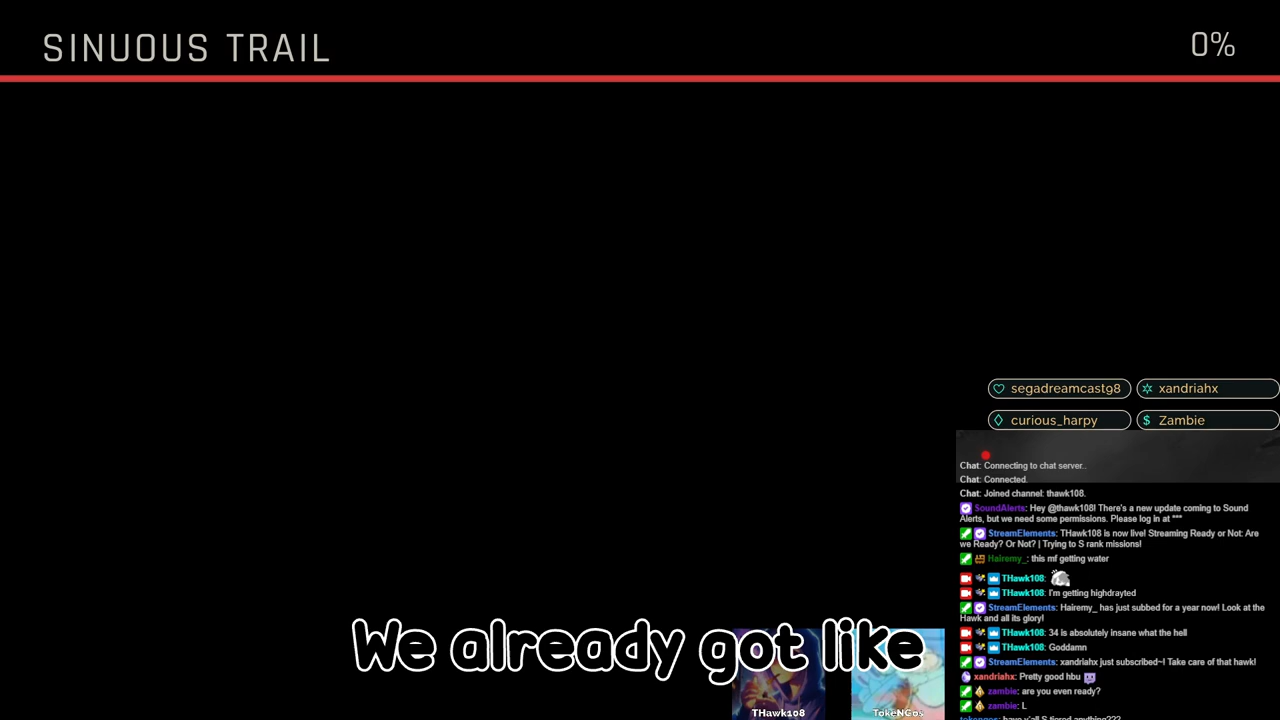 SINUOUS TRAIL
0%
segadreamcast98
xandriahx
curious_harpy
$ Zambie
Chat: Connecting to chat server..
Chat: Connected.
Chat: Joined channel: thawk108.
SoundAlerts: Hey @thawk108! There's a new update coming to Sound
Alerts, but we need some permissions. Please log in at ***
StreamElements: THawk108 is now live! Streaming Ready or Not: Are
we Ready? Or Not? | Trying to S rank missions!
Hairemy_: this mf getting water
THawk108:
THawk108: I'm getting highdrayted
StreamElements: Hairemy_ has just subbed for a year now! Look at the
Hawk and all its glory!
THawk108: 34 is absolutely insane what the hell
THawk108: Goddamn
StreamElements: xandriahx just subscribed~! Take care of that hawk!
xandriahx: Pretty good hbu
zambie: are you even ready?
zambie: L
tokengos: have y'all S tiered anything???
We already got like
THawk108
TokeNGos